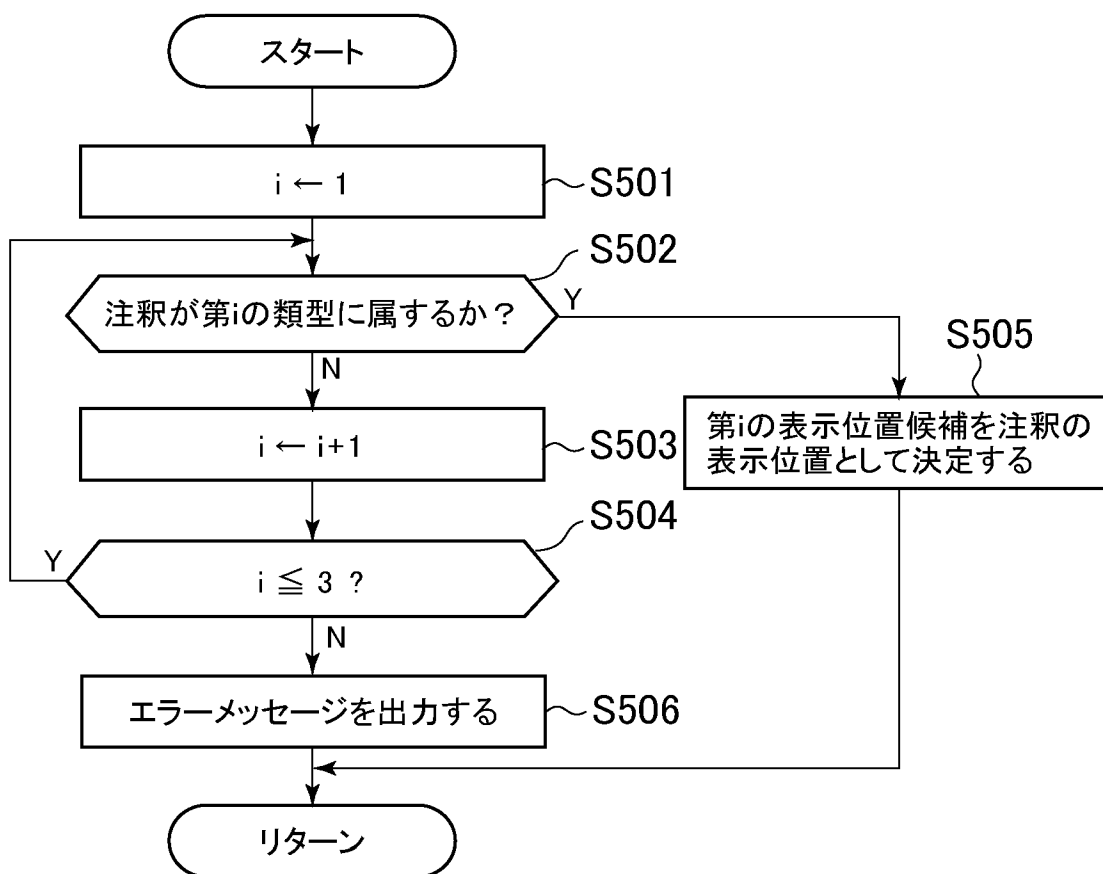 スタート
i ← 1
S501
S502
注釈が第iの類型に属するか？
Y
N
S505
i ← i+1
S503
第iの表示位置候補を注釈の
表示位置として決定する
S504
Y
i ≦ 3 ?
N
エラーメッセージを出力する
S506
リターン